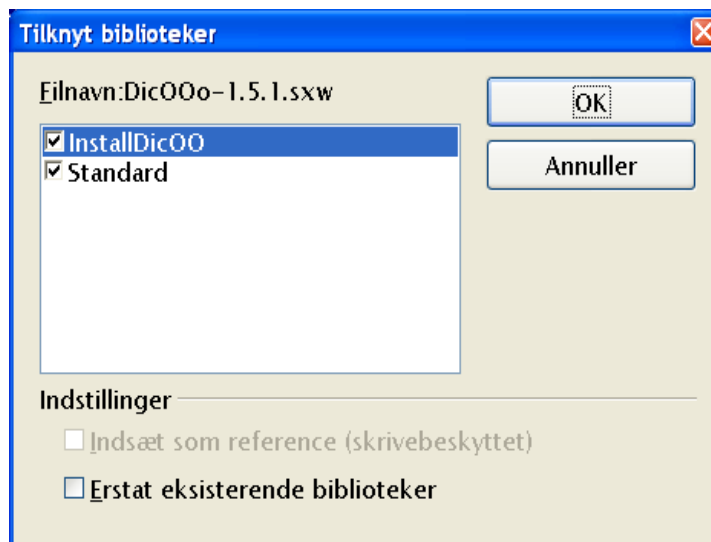 Tilknyt biblioteker
Filnavn:DicOOo-1.5.1.sxw
OK
InstallDicOO
Annuller
Standard
Indstillinger
Indsæt som reference (skrivebeskyttet)
Erstat eksisterende biblioteker